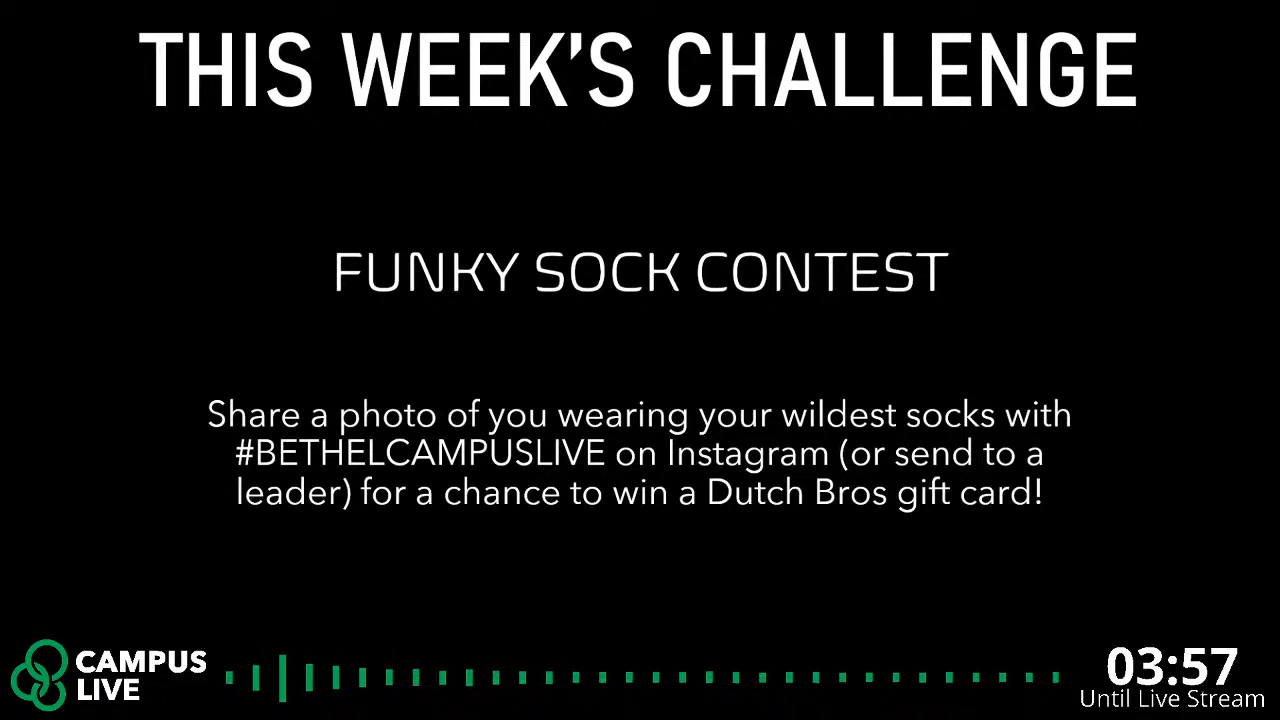 THIS WEEK'S CHALLENGE
FUNKY SOCK CONTEST
Share a photo of you wearing your wildest socks with
#BETHELCAMPUSLIVE on Instagram (or send to a
leader) for a chance to win a Dutch Bros gift card!
CAMPUS
LIVE
03:57
Until Live Stream